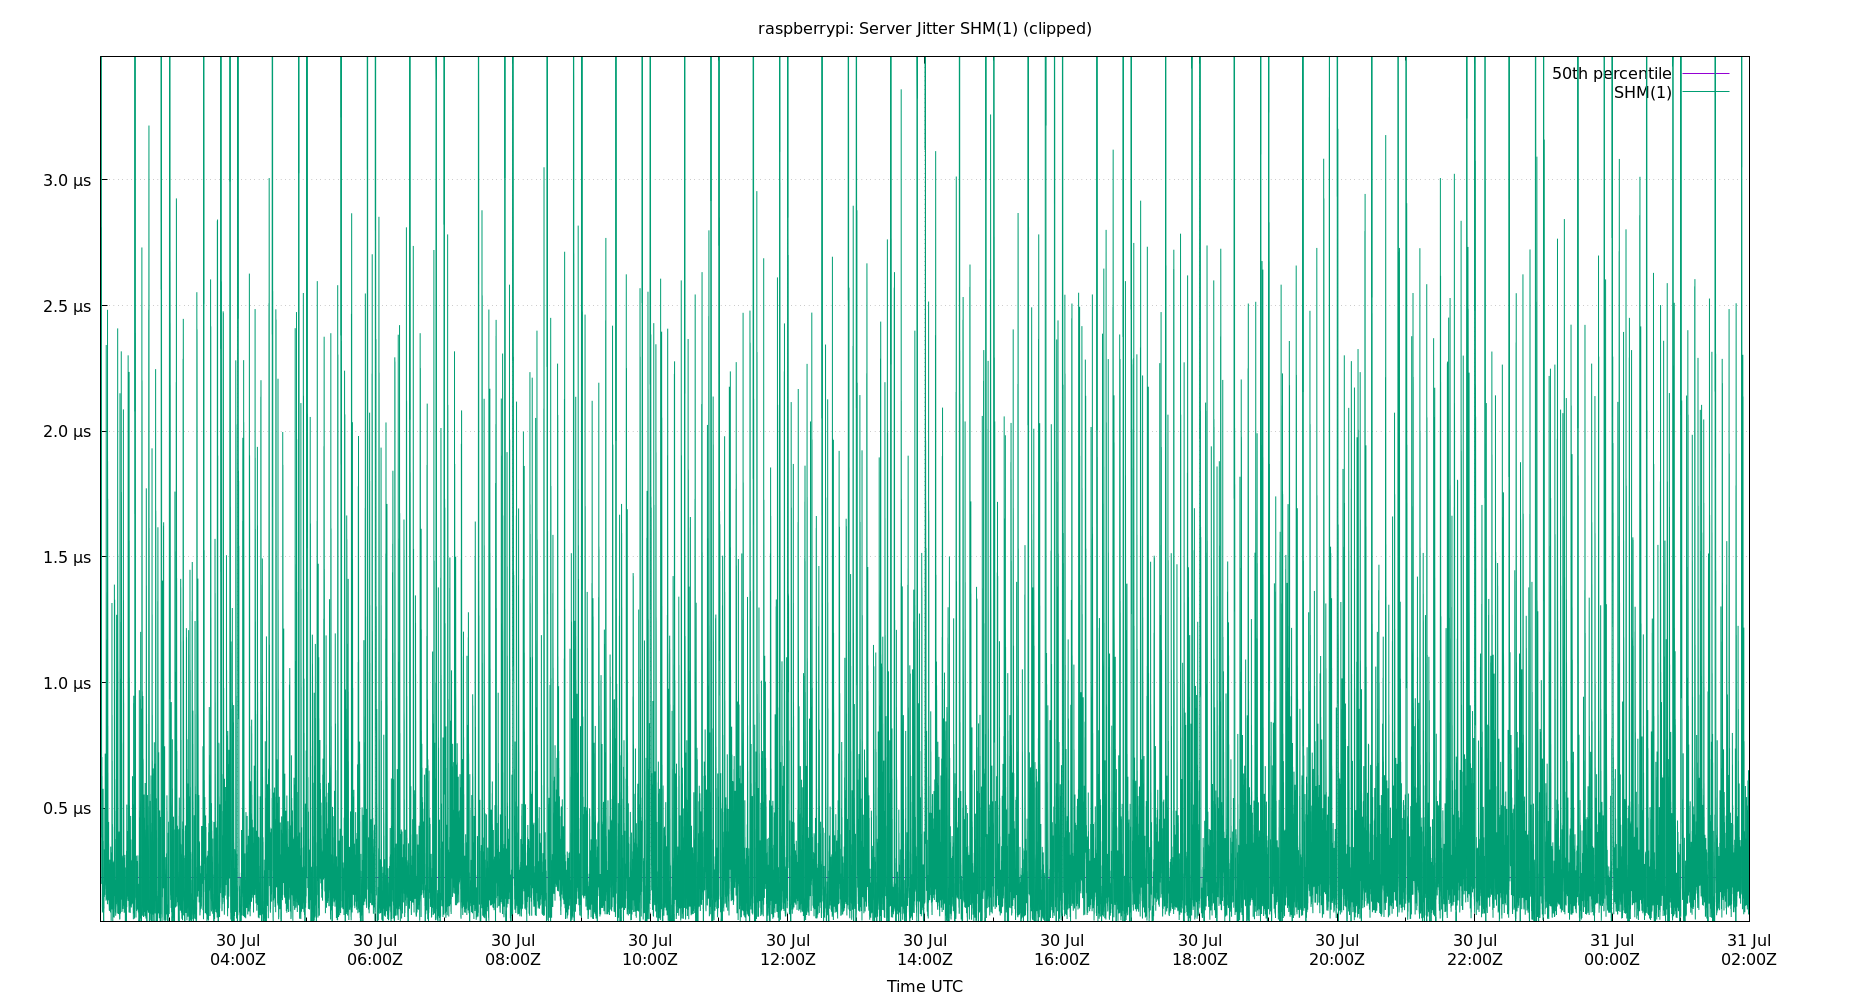 raspberrypi: Server Jitter SHM(1) (clipped)
50th percentile
SHM(1)
3.0 µs
2.5 µs
2.0 µs
1.5 µs
1.0 µs
0.5 µs
30 Jul 30 Jul 30 Jul 30 Jul 30 Jul 30 Jul 30 Jul 30 Jul 30 Jul 30 Jul 31 Jul 31 Jul
04:00Z 06:00Z 08:00Z 10:00Z 12:00Z 14:00Z 16:00Z 18:00Z 20:00Z 22:00Z 00:00Z 02:00Z
Time UTC